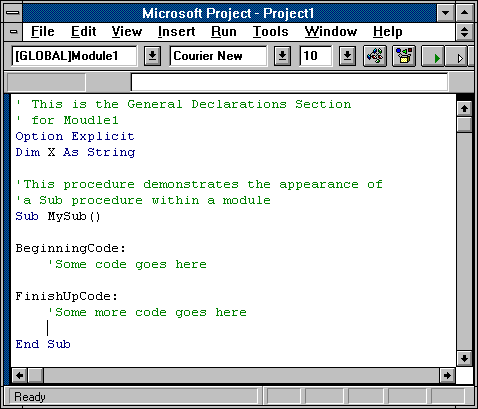 Microsoft Project - Project1
File Edit View Insert Run Tools Window Help
[GLOBAL]Module1 Courier New 10
' This is the General Declarations Section
' for Moudle1
Option Explicit
Dim X As String
'This procedure demonstrates the appearance of
'a Sub procedure within a module
Sub MySub()
BeginningCode:
'Some code goes here
FinishUpCode:
'Some more code goes here
End Sub
Ready